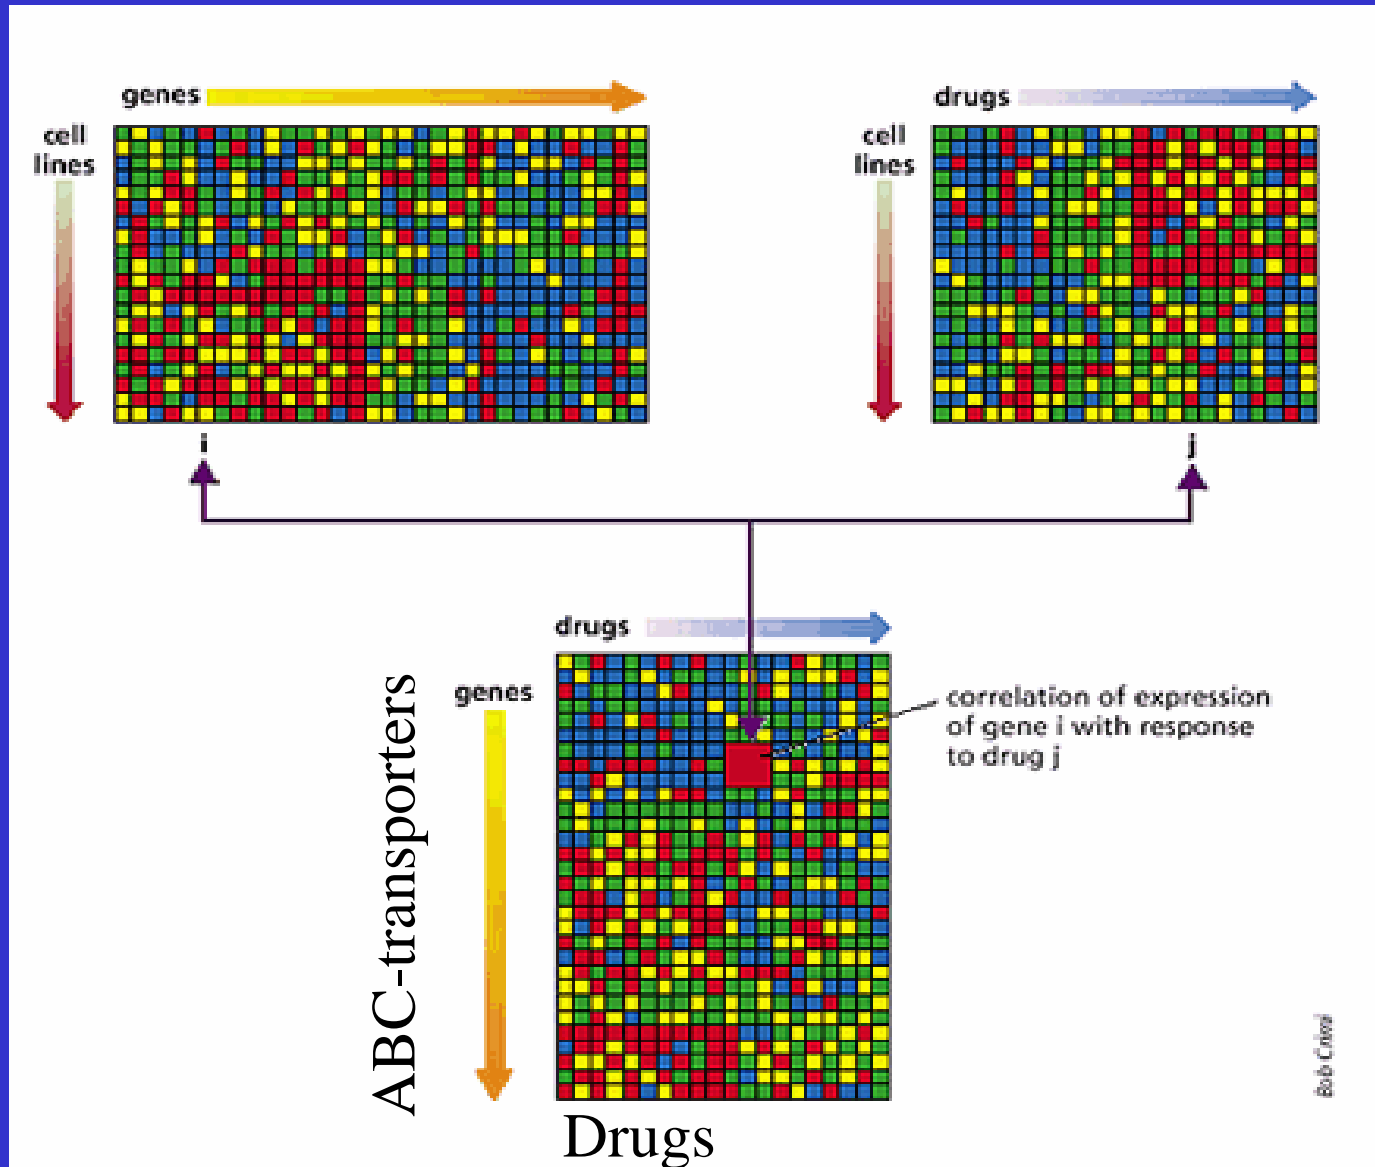 genes
cell
lines
drugs
cell
lines
i
j
drugs
genes
correlation of expression
of gene i with response
to drug j
ABC-transporters
Drugs
Bob Crimi